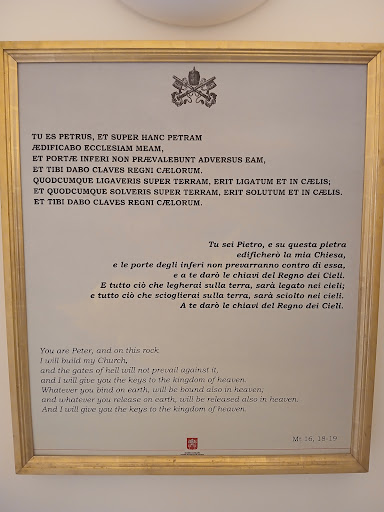 TU ES PETRUS, ET SUPER HANC PETRAM
ÆDIFICABO ECCLESIAM MEAM,
ET PORTÆ INFERI NON PRÆVALEBUNT ADVERSUS EAM,
ET TIBI DABO CLAVES REGNI CÆLORUM.
QUODCUMQUE LIGAVERIS SUPER TERRAM, ERIT LIGATUM ET IN CÆLIS;
ET QUODCUMQUE SOLVERIS SUPER TERRAM, ERIT SOLUTUM ET IN CÆLIS.
ET TIBI DABO CLAVES REGNI CÆLORUM.
Tu sei Pietro, e su questa pietra
edificherò la mia Chiesa,
e le porte degli inferi non prevarranno contro di essa,
e a te darò le chiavi del Regno dei Cieli.
E tutto ciò che legherai sulla terra, sarà legato nei cieli;
e tutto ciò che scioglierai sulla terra, sarà sciolto nei cieli.
A te darò le chiavi del Regno dei Cieli.
You are Peter, and on this rock
I will build my Church,
and the gates of hell will not prevail against it,
and I will give you the keys to the kingdom of heaven.
Whatever you bind on earth, will be bound also in heaven;
and whatever you release on earth, will be released also in heaven.
And I will give you the keys to the kingdom of heaven.
Mt 16, 18-19